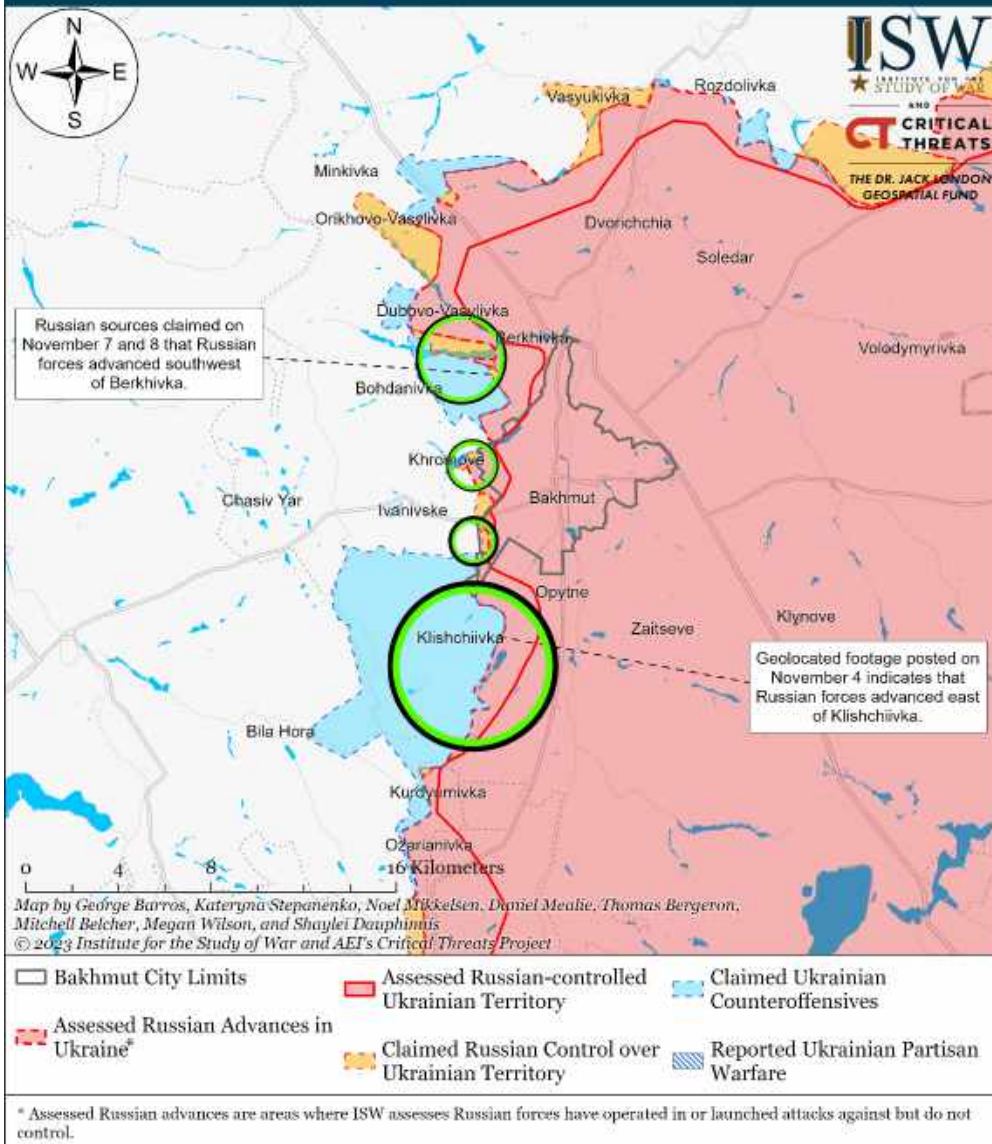 N
W
E
S
ISW
INSTITUTE FOR THE
STUDY OF WAR
AND
CT CRITICAL
THREATS
THE DR. JACK LONDON
GEOSPATIAL FUND
Vasyukivka
Rozdolivka
Minkivka
Orikhovo-Vasylivka
Dvorichchia
Soledar
Dubovo-Vasylivka
Berkhivka
Volodymyrivka
Russian sources claimed on
November 7 and 8 that Russian
forces advanced southwest
of Berkhivka.
Bohdanivka
Khromove
Chasiv Yar
Bakhmut
Ivanivske
Opytne
Klishchiivka
Zaitseve
Klynove
Geolocated footage posted on
November 4 indicates that
Russian forces advanced east
of Klishchiivka.
Bila Hora
Kurdyumivka
Ozarianivka
0 4 8 16 Kilometers
Map by George Barros, Kateryna Stepanenko, Noel Mikkelsen, Daniel Mealie, Thomas Bergeron,
Mitchell Belcher, Megan Wilson, and Shaylei Dauphinnis
© 2023 Institute for the Study of War and AEI's Critical Threats Project
Bakhmut City Limits
Assessed Russian Advances in
Ukraine*
Assessed Russian-controlled
Ukrainian Territory
Claimed Russian Control over
Ukrainian Territory
Claimed Ukrainian
Counteroffensives
Reported Ukrainian Partisan
Warfare
* Assessed Russian advances are areas where ISW assesses Russian forces have operated in or launched attacks against but do not
control.